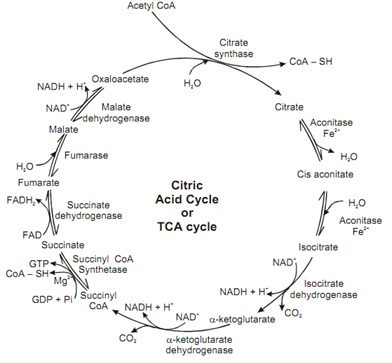 Acetyl CoA
Citrate
synthase
CoA – SH
H₂O
Oxaloacetate
Citrate
Aconitase
Fe²⁺
H₂O
Cis aconitate
H₂O
Aconitase
Fe²⁺
Isocitrate
NAD⁺
Isocitrate
dehydrogenase
NADH + H⁺
CO₂
α-ketoglutarate
NAD⁺
NADH + H⁺
CO₂
α-ketoglutarate
dehydrogenase
Succinyl
CoA
Succinyl CoA
Synthetase
GTP
CoA – SH
Mg²⁺
GDP + Pi
Succinate
Succinate
dehydrogenase
FADH₂
FAD
Fumarate
Fumarase
H₂O
Malate
Malate
dehydrogenase
NADH + H⁺
NAD⁺
Citric
Acid Cycle
or
TCA cycle